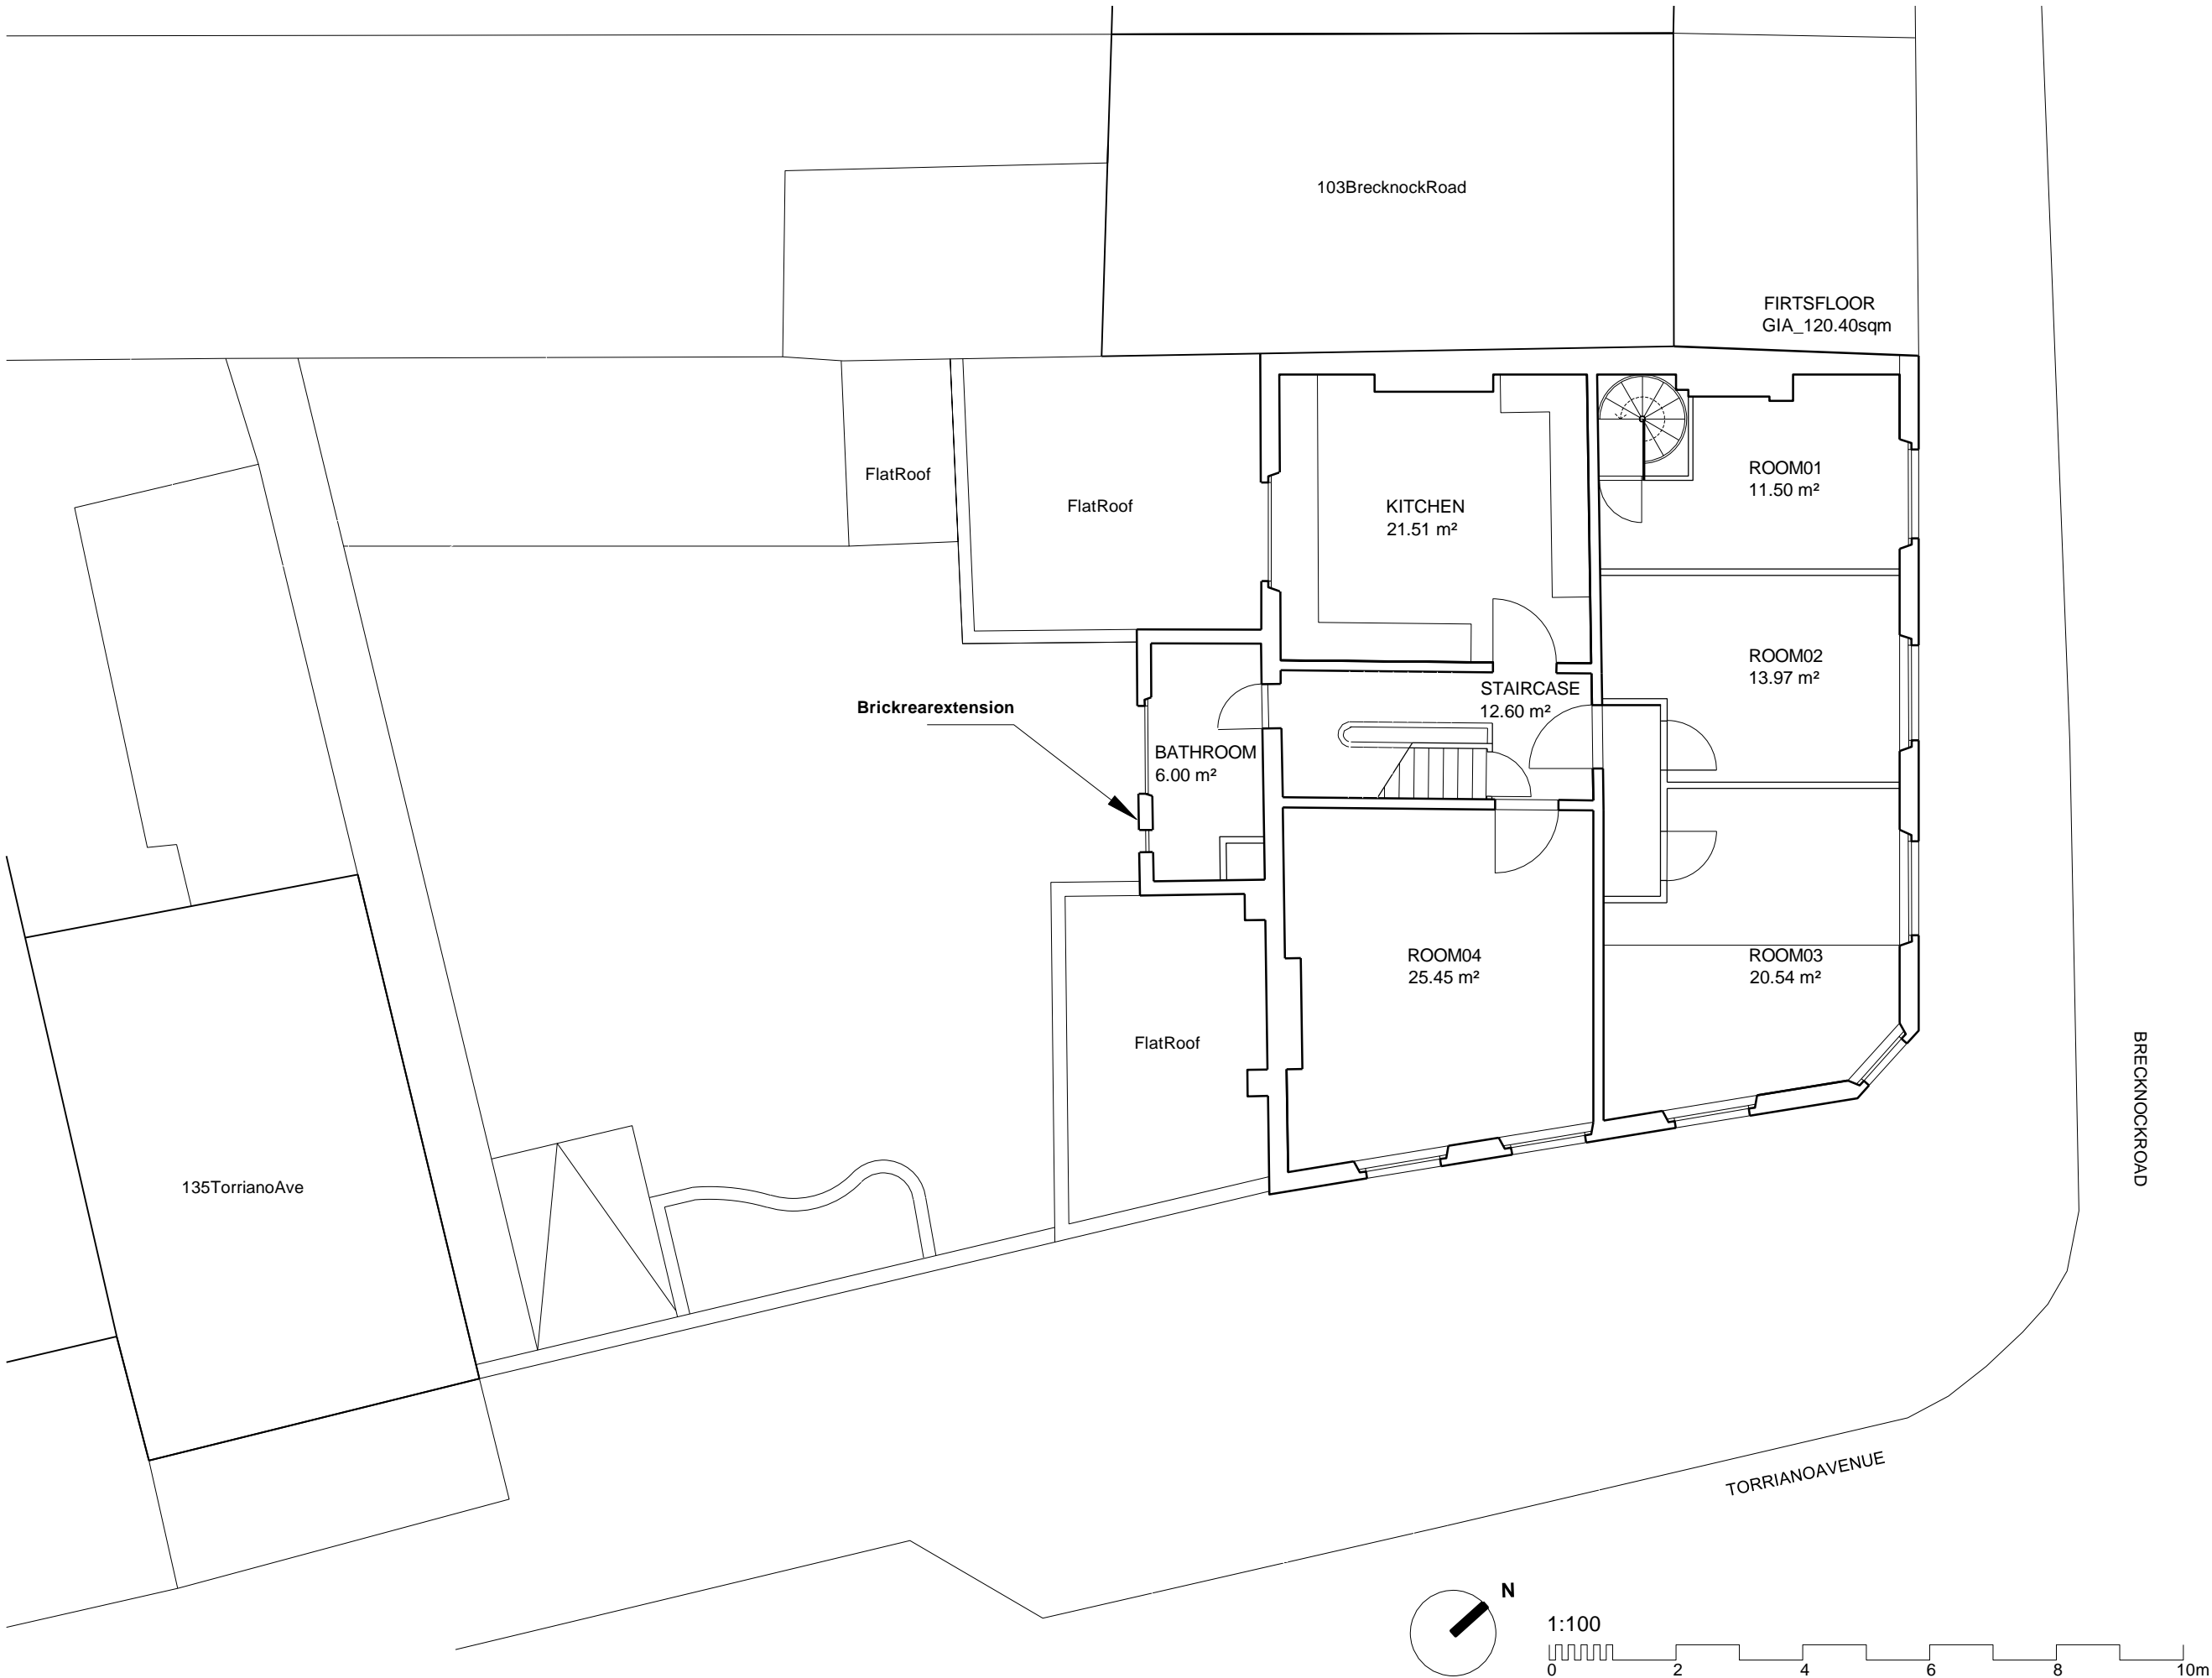 103BrecknockRoad
FIRTSFLOOR
GIA_120.40sqm
FlatRoof
FlatRoof
KITCHEN
21.51 m²
ROOM01
11.50 m²
ROOM02
13.97 m²
STAIRCASE
12.60 m²
Brickrearextension
BATHROOM
6.00 m²
ROOM04
25.45 m²
ROOM03
20.54 m²
FlatRoof
135TorrianoAve
BRECKNOCKROAD
TORRIANOAVENUE
N
1:100
0 2 4 6 8 10m